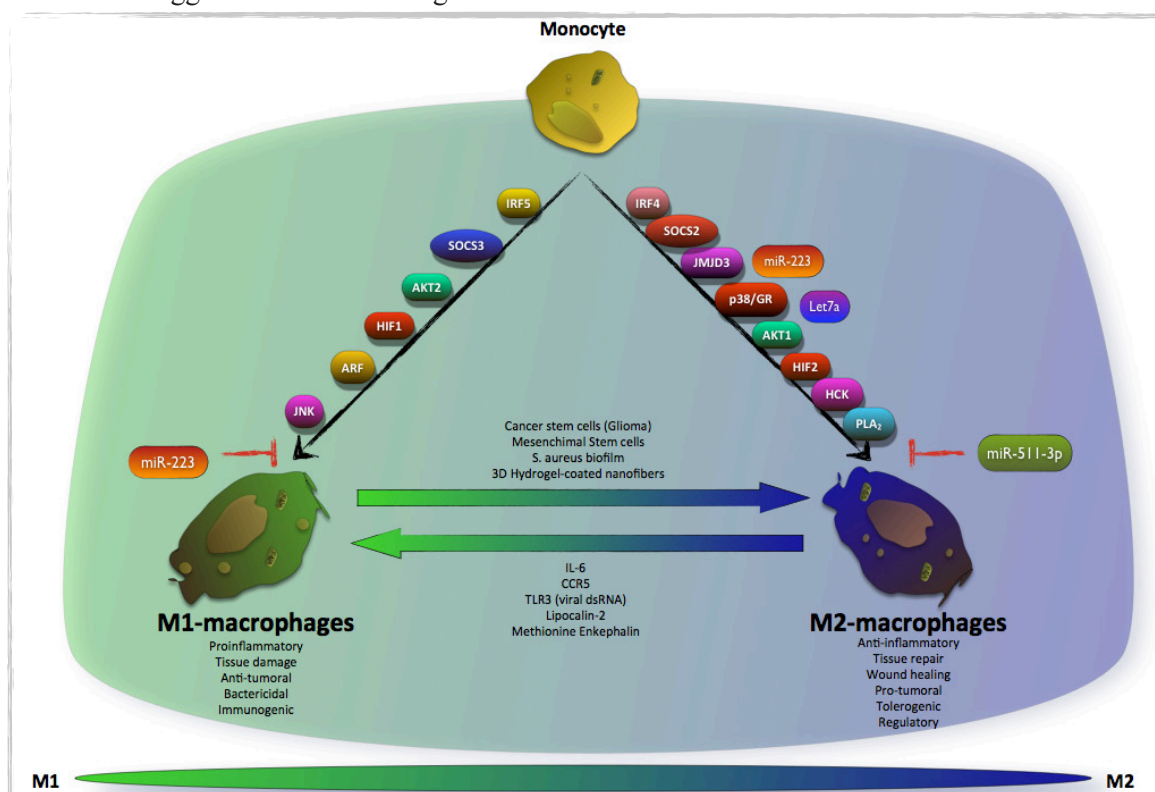 Monocyte
IRF5
IRF4
SOCS3
SOCS2
JMJD3
miR-223
AKT2
p38/GR
Let7a
HIF1
AKT1
ARF
HIF2
JNK
HCK
PLA₂
miR-223
miR-511-3p
Cancer stem cells (Glioma)
Mesenchimal Stem cells
S. aureus biofilm
3D Hydrogel-coated nanofibers
IL-6
CCR5
TLR3 (viral dsRNA)
Lipocalin-2
Methionine Enkephalin
M1-macrophages
Proinflammatory
Tissue damage
Anti-tumoral
Bactericidal
Immunogenic
M2-macrophages
Anti-inflammatory
Tissue repair
Wound healing
Pro-tumoral
Tolerogenic
Regulatory
M1
M2